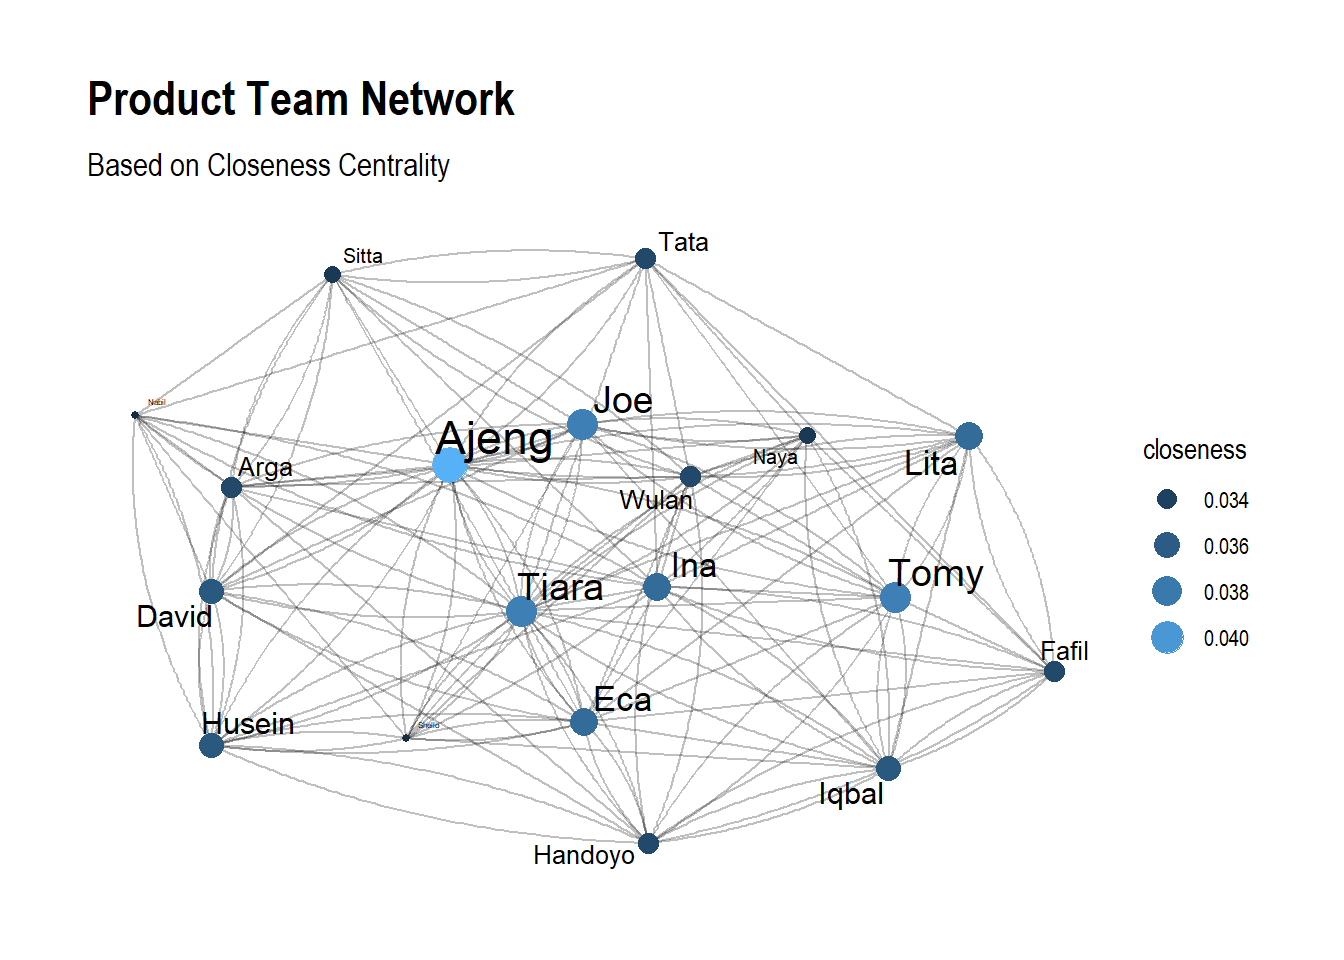 Product Team Network
Based on Closeness Centrality
Sitta
Tata
Nabil
Joe
Ajeng
Arga
Naya
Lita
Wulan
Ina
Tiara
Tomy
David
Fafil
Eca
Husein
Iqbal
Handoyo
closeness
0.034
0.036
0.038
0.040